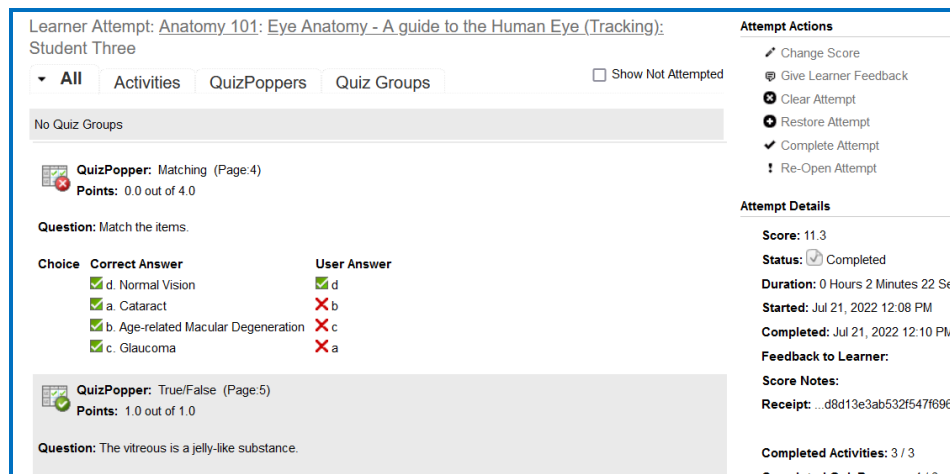 Learner Attempt: Anatomy 101: Eye Anatomy - A guide to the Human Eye (Tracking):
Student Three
All
Activities
QuizPoppers
Quiz Groups
Show Not Attempted
No Quiz Groups
QuizPopper: Matching (Page:4)
Points: 0.0 out of 4.0
Question: Match the items.
Choice Correct Answer User Answer
d. Normal Vision d
a. Cataract b
b. Age-related Macular Degeneration c
c. Glaucoma a
QuizPopper: True/False (Page:5)
Points: 1.0 out of 1.0
Question: The vitreous is a jelly-like substance.
Attempt Actions
Change Score
Give Learner Feedback
Clear Attempt
Restore Attempt
Complete Attempt
Re-Open Attempt
Attempt Details
Score: 11.3
Status: Completed
Duration: 0 Hours 2 Minutes 22 Se
Started: Jul 21, 2022 12:08 PM
Completed: Jul 21, 2022 12:10 PM
Feedback to Learner:
Score Notes:
Receipt: ...d8d13e3ab532f547f696
Completed Activities: 3 / 3